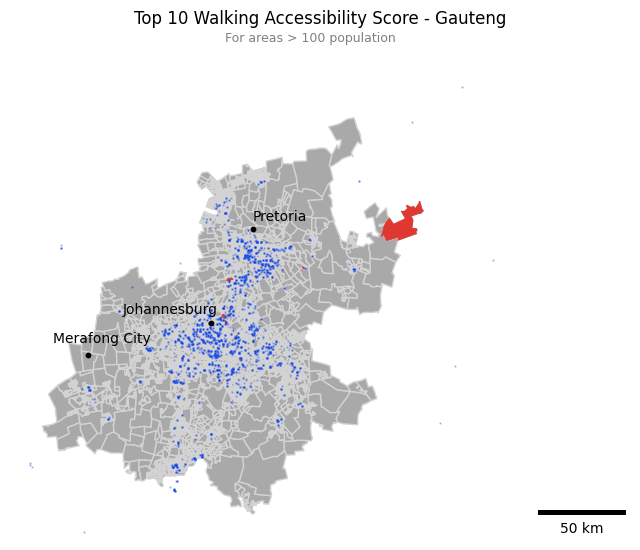 Top 10 Walking Accessibility Score - Gauteng
For areas > 100 population
Pretoria
Johannesburg
Merafong City
50 km